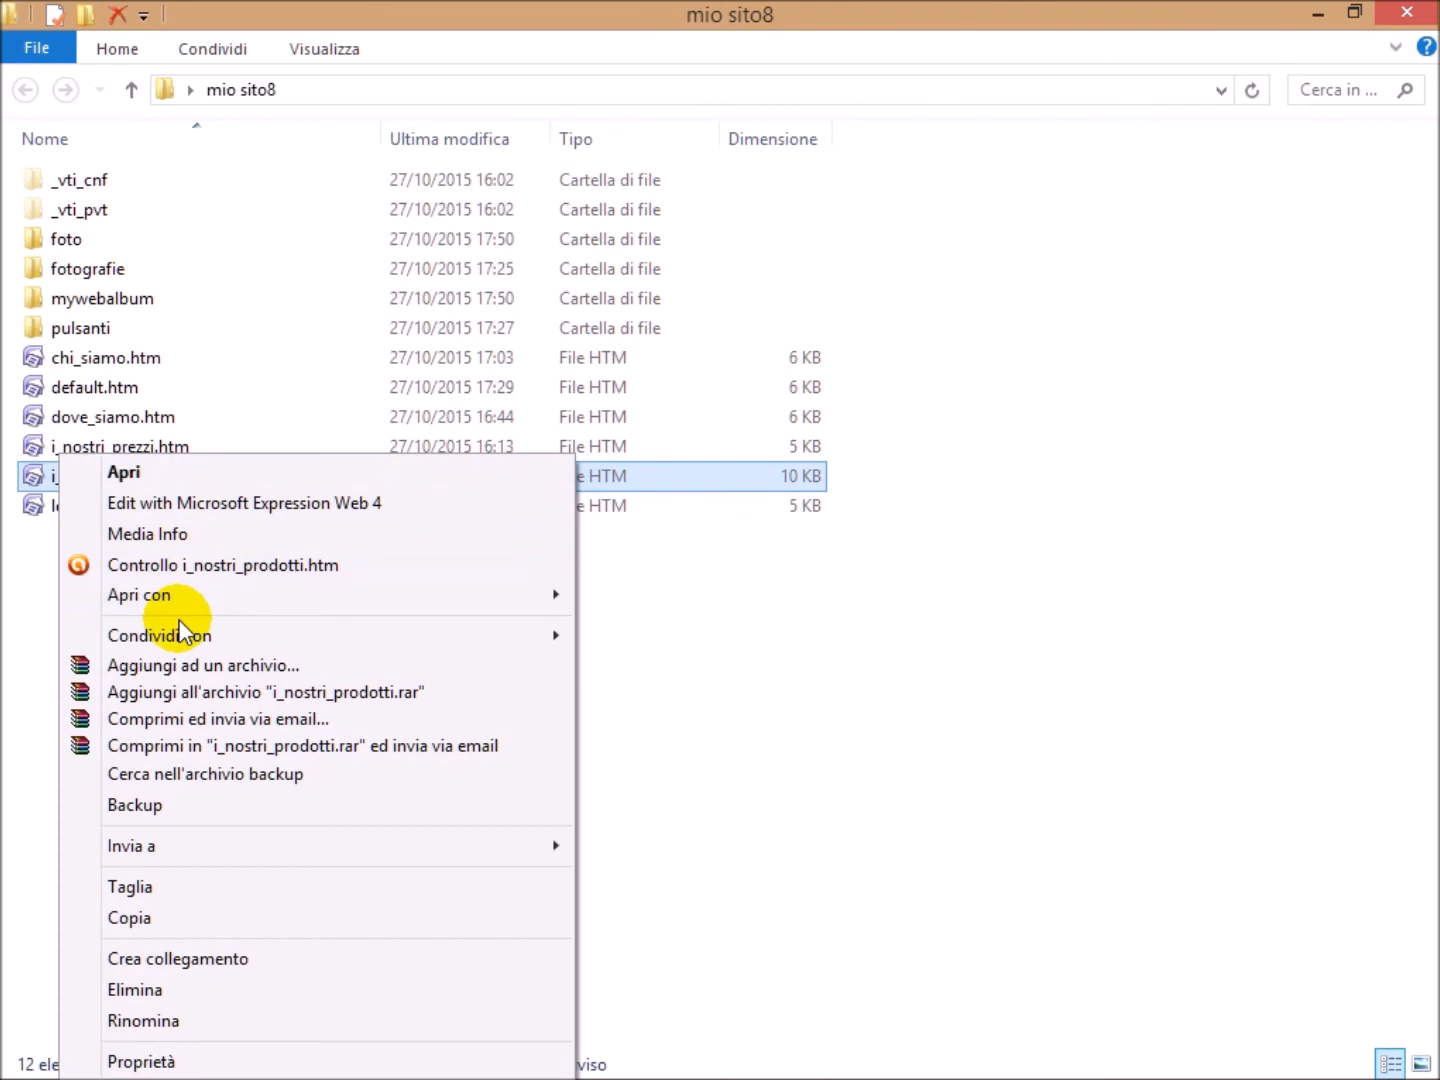 mio sito8
File Home Condividi Visualizza
mio sito8 Cerca in ...
Nome Ultima modifica Tipo Dimensione
_vti_cnf 27/10/2015 16:02 Cartella di file
_vti_pvt 27/10/2015 16:02 Cartella di file
foto 27/10/2015 17:50 Cartella di file
fotografie 27/10/2015 17:25 Cartella di file
mywebalbum 27/10/2015 17:50 Cartella di file
pulsanti 27/10/2015 17:27 Cartella di file
chi_siamo.htm 27/10/2015 17:03 File HTM 6 KB
default.htm 27/10/2015 17:29 File HTM 6 KB
dove_siamo.htm 27/10/2015 16:44 File HTM 6 KB
i_nostri_prezzi.htm 27/10/2015 16:13 File HTM 5 KB
i_ e HTM 10 KB
e HTM 5 KB
Apri
Edit with Microsoft Expression Web 4
Media Info
Controllo i_nostri_prodotti.htm
Apri con
Condividi con
Aggiungi ad un archivio...
Aggiungi all'archivio "i_nostri_prodotti.rar"
Comprimi ed invia via email...
Comprimi in "i_nostri_prodotti.rar" ed invia via email
Cerca nell'archivio backup
Backup
Invia a
Taglia
Copia
Crea collegamento
Elimina
Rinomina
Proprietà
12 ele viso